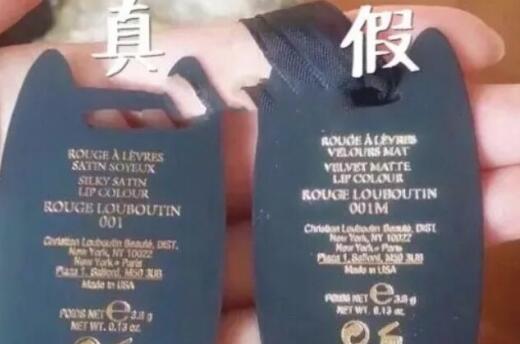 真
ROUGE À LÈVRES
SATIN SOYEUX
SILKY SATIN
LIP COLOUR
ROUGE LOUBOUTIN
001
Christian Louboutin Beauté, DIST.
New York, NY 10022
New York - Paris
Plaza 1, Salford, M50 3UB
Made in USA
POIDS NET e 3.8 g
NET WT. 0.13 oz.
假
ROUGE À LÈVRES
VELOURS MAT
VELVET MATTE
LIP COLOUR
ROUGE LOUBOUTIN
001M
Christian Louboutin Beauté, DIST.
New York, NY 10022
New York - Paris
Plaza 1, Salford, M50 3UB
Made in USA
POIDS NET e 3.8 g
NET WT. 0.13 oz.